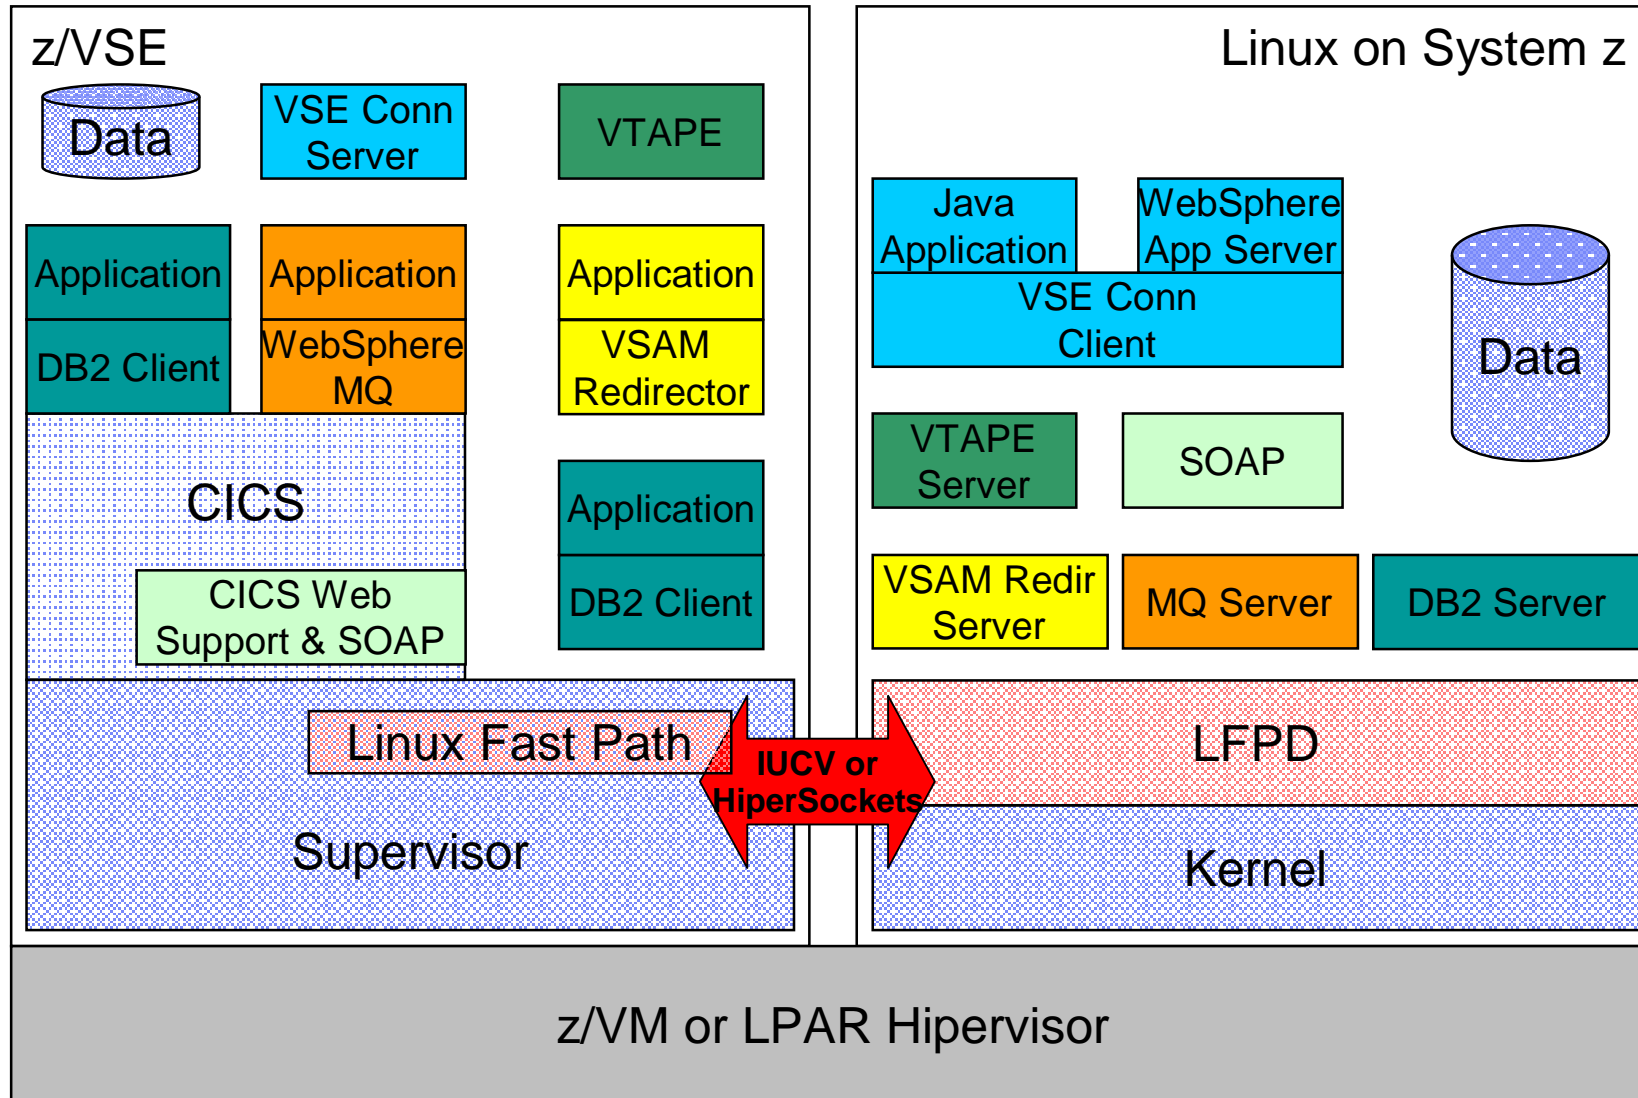 z/VSE
Data
VSE Conn
Server
VTAPE
Application
DB2 Client
Application
WebSphere
MQ
Application
VSAM
Redirector
CICS
CICS Web
Support & SOAP
Application
DB2 Client
Linux Fast Path
Supervisor
IUCV or
HiperSockets
Linux on System z
Java
Application
WebSphere
App Server
VSE Conn
Client
Data
VTAPE
Server
SOAP
VSAM Redir
Server
MQ Server
DB2 Server
LFPD
Kernel
z/VM or LPAR Hipervisor